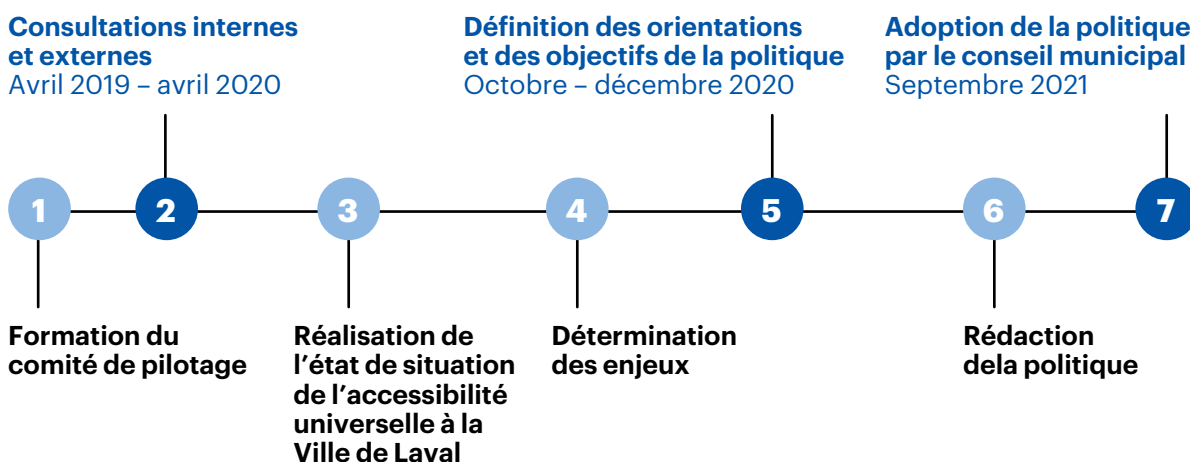 Consultations internes
et externes
Avril 2019 – avril 2020
Définition des orientations
et des objectifs de la politique
Octobre – décembre 2020
Adoption de la politique
par le conseil municipal
Septembre 2021
1
2
3
4
5
6
7
Formation du
comité de pilotage
Réalisation de
l’état de situation
de l’accessibilité
universelle à la
Ville de Laval
Détermination
des enjeux
Rédaction
dela politique